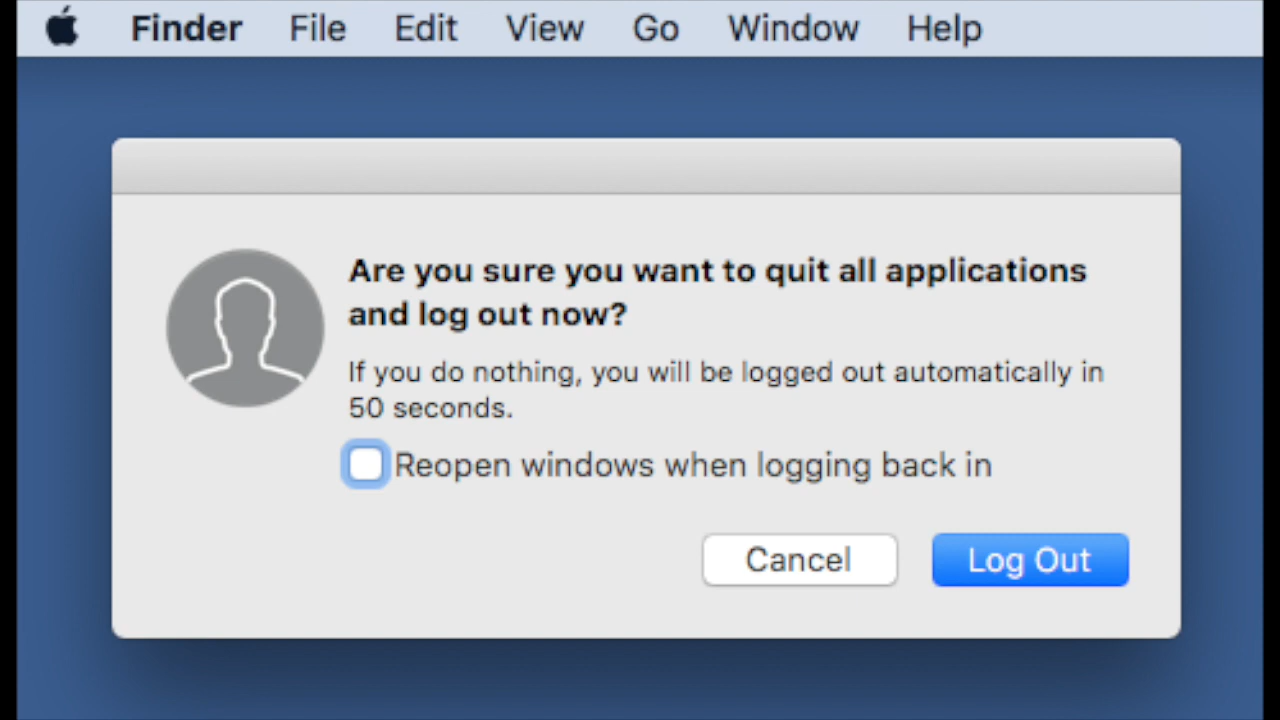 Finder File Edit View Go Window Help
Are you sure you want to quit all applications
and log out now?
If you do nothing, you will be logged out automatically in
50 seconds.
Reopen windows when logging back in
Cancel Log Out